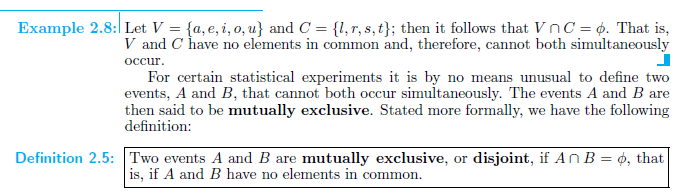 Example 2.8: Let V = {a, e, i, o, u} and C = {l, r, s, t}; then it follows that V ∩ C = ϕ. That is,
V and C have no elements in common and, therefore, cannot both simultaneously
occur.
For certain statistical experiments it is by no means unusual to define two
events, A and B, that cannot both occur simultaneously. The events A and B are
then said to be mutually exclusive. Stated more formally, we have the following
definition:
Definition 2.5: Two events A and B are mutually exclusive, or disjoint, if A ∩ B = ϕ, that
is, if A and B have no elements in common.